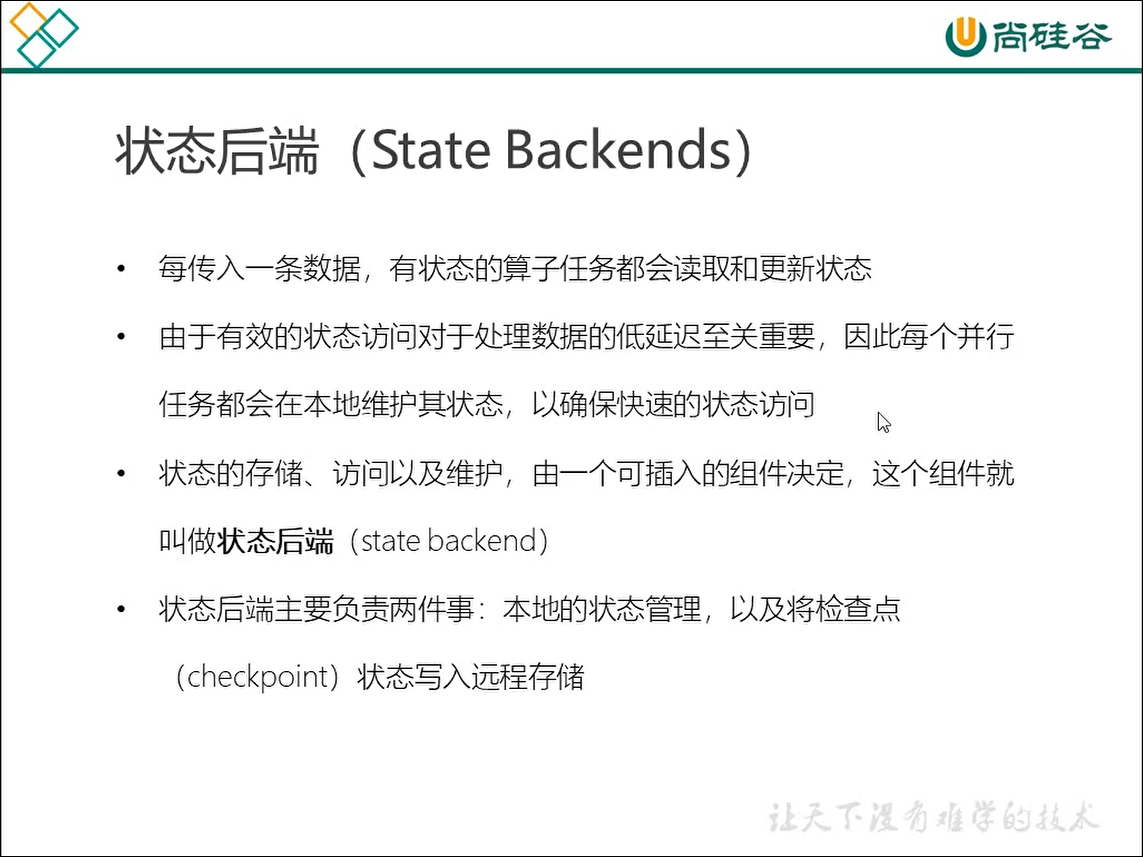 尚硅谷
状态后端（State Backends）
• 每传入一条数据，有状态的算子任务都会读取和更新状态
• 由于有效的状态访问对于处理数据的低延迟至关重要，因此每个并行
任务都会在本地维护其状态，以确保快速的状态访问
• 状态的存储、访问以及维护，由一个可插入的组件决定，这个组件就
叫做状态后端（state backend）
• 状态后端主要负责两件事：本地的状态管理，以及将检查点
（checkpoint）状态写入远程存储
让天下没有难学的技术